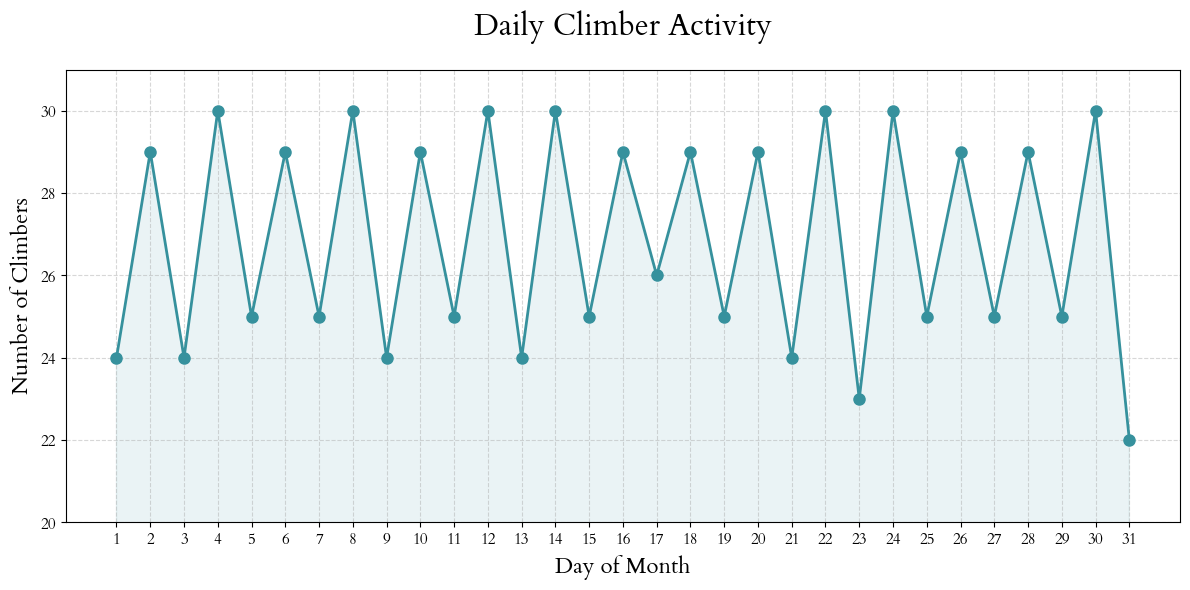 Daily Climber Activity
Number of Climbers
30
28
26
24
22
20
1 2 3 4 5 6 7 8 9 10 11 12 13 14 15 16 17 18 19 20 21 22 23 24 25 26 27 28 29 30 31
Day of Month